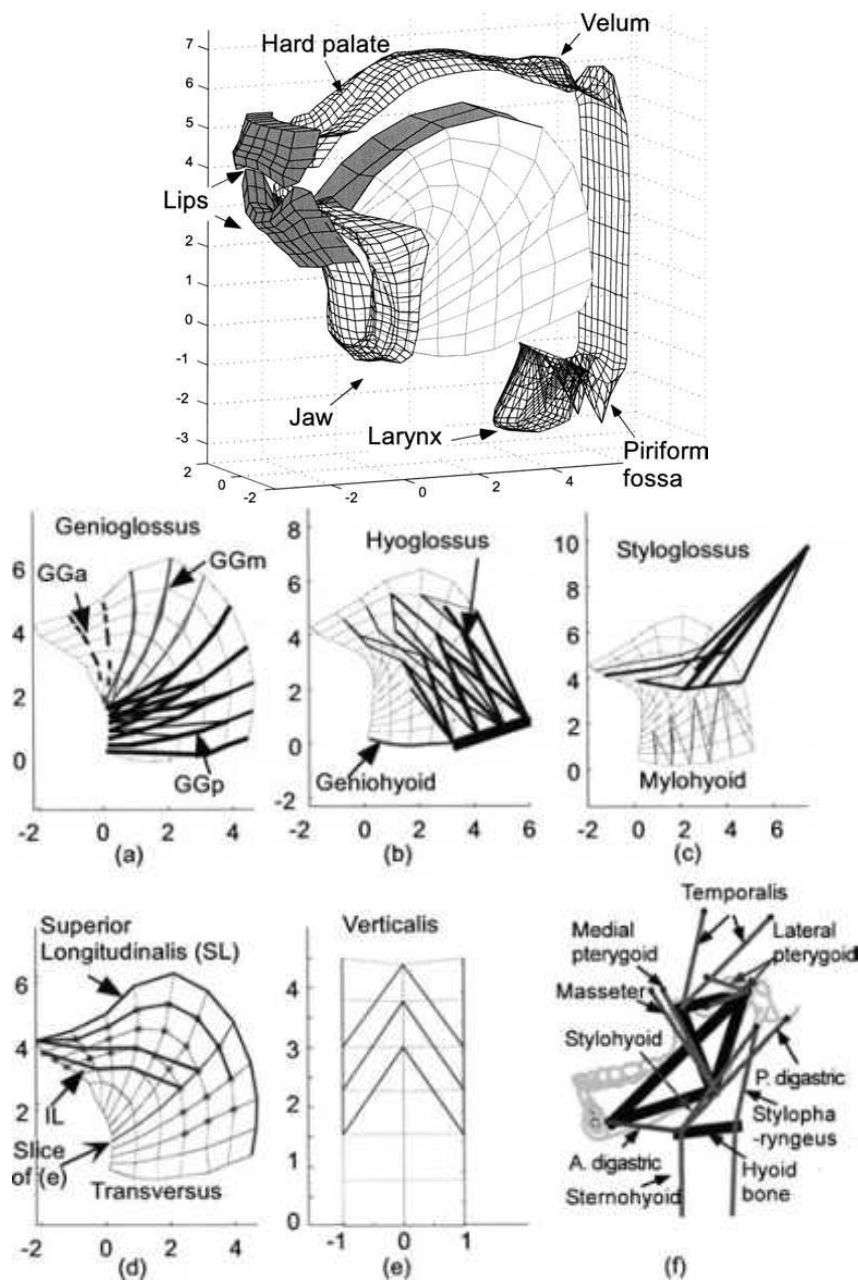 Velum
Hard palate
7
6
5
4
3
2
1
0
-1
-2
-3
Lips
Jaw
Larynx
Piriform
fossa
2
0
-2
-2
0
2
4
Genioglossus
GGa
GGm
GGp
6
4
2
0
-2
0
2
4
(a)
Hyoglossus
Geniohyoid
8
6
4
2
0
-2
-2
0
2
4
6
(b)
Styloglossus
Mylohyoid
10
8
6
4
2
0
-2
0
2
4
6
(c)
Superior
Longitudinalis (SL)
IL
Slice
of (e)
Transversus
6
4
2
0
-2
0
2
4
(d)
Verticalis
4
3
2
1
0
-1
0
1
(e)
Temporalis
Medial
pterygoid
Lateral
pterygoid
Masseter
Stylohyoid
P. digastric
Stylopha
-ryngeus
A. digastric
Hyoid
bone
Sternohyoid
(f)